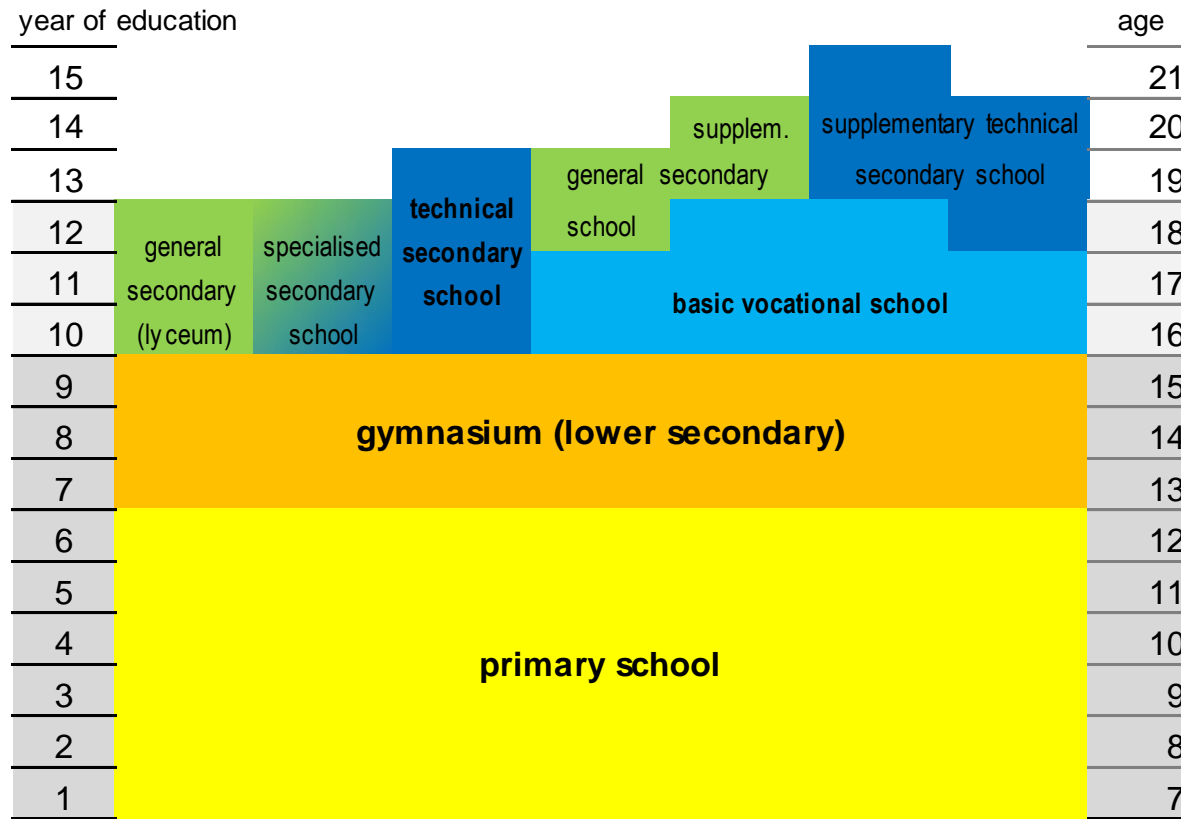 year of education
age
15
21
14
supplem.
supplementary technical
20
13
general secondary
secondary school
19
12
general
secondary
(lyceum)
specialised
secondary
school
technical
secondary
school
school
18
11
17
basic vocational school
10
16
9
15
8
gymnasium (lower secondary)
14
7
13
6
12
5
11
4
10
primary school
3
9
2
8
1
7